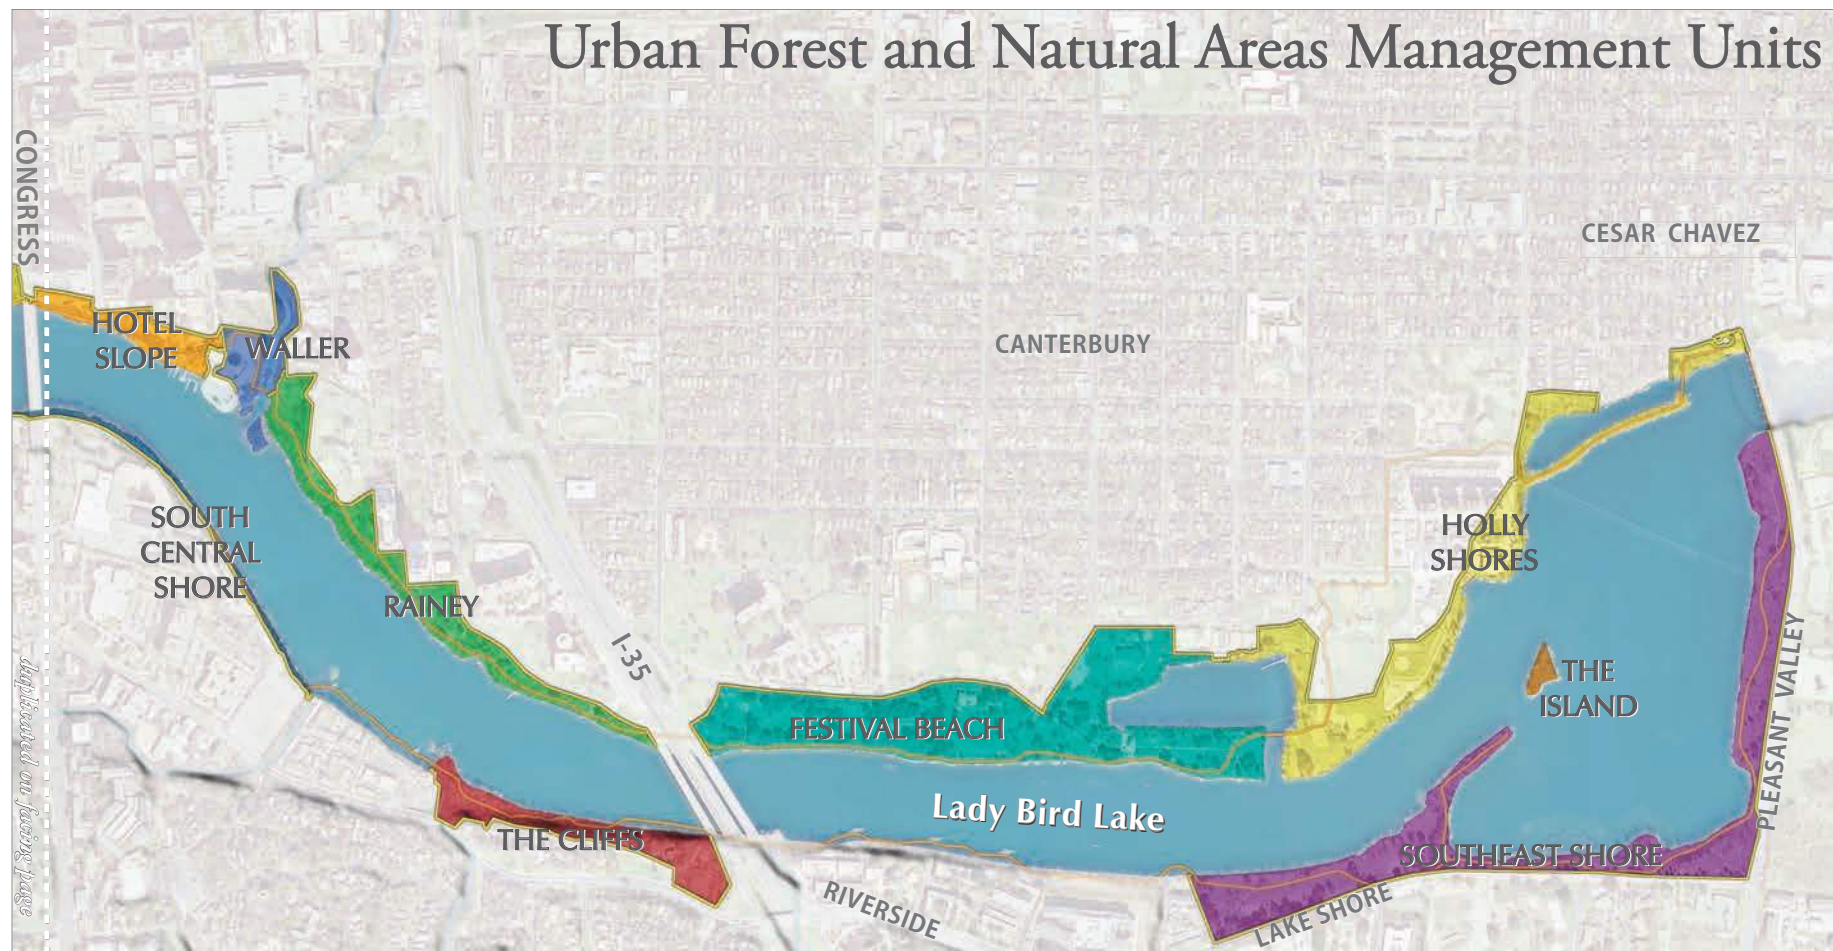 Urban Forest and Natural Areas Management Units
CONGRESS
CESAR CHAVEZ
HOTEL
SLOPE
WALLER
CANTERBURY
SOUTH
CENTRAL
SHORE
HOLLY
SHORES
RAINEY
I-35
THE
ISLAND
PLEASANT VALLEY
FESTIVAL BEACH
Lady Bird Lake
THE CLIFFS
SOUTHEAST SHORE
RIVERSIDE
LAKE SHORE
duplicated on facing page